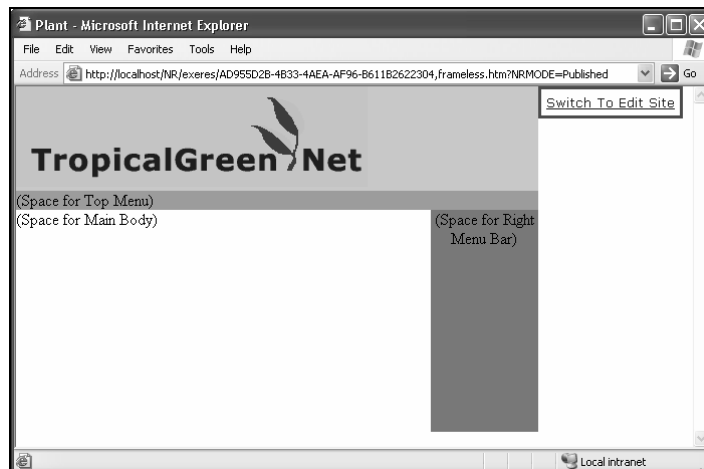 Plant - Microsoft Internet Explorer
File Edit View Favorites Tools Help
Address http://localhost/NR/exeres/AD955D2B-4B33-4AEA-AF96-B611B2622304,frameless.htm?NRMODE=Published Go
Switch To Edit Site
TropicalGreen Net
(Space for Top Menu)
(Space for Main Body)
(Space for Right
Menu Bar)
Local intranet